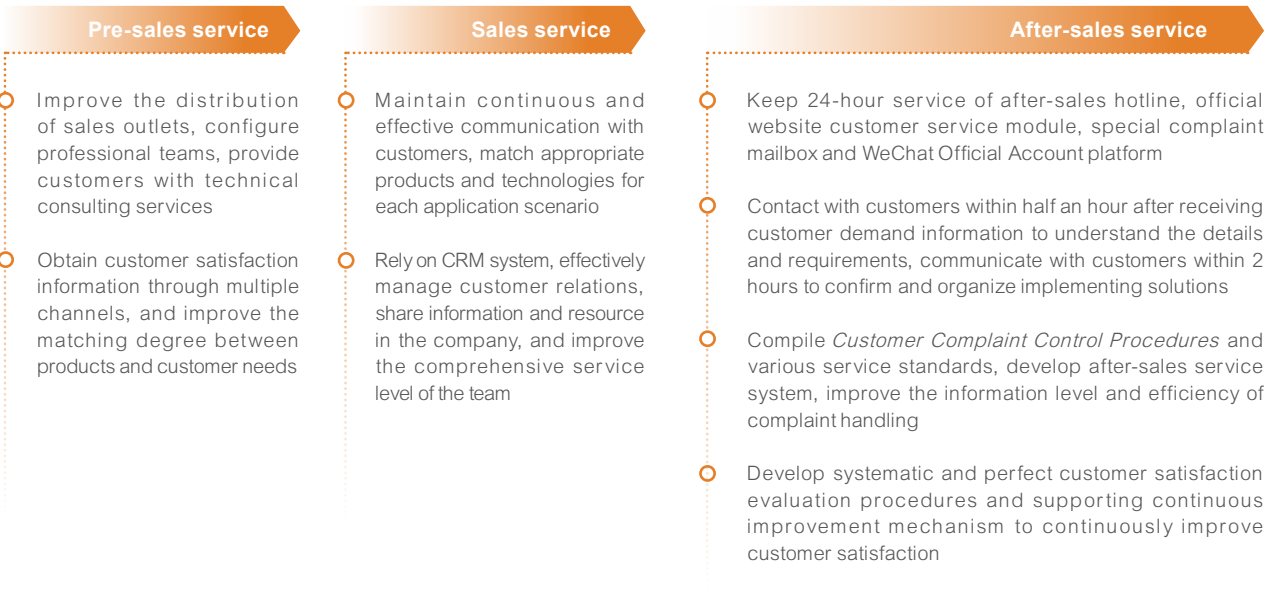 Pre-sales service
Improve the distribution
of sales outlets, configure
professional teams, provide
customers with technical
consulting services
Obtain customer satisfaction
information through multiple
channels, and improve the
matching degree between
products and customer needs
Sales service
Maintain continuous and
effective communication with
customers, match appropriate
products and technologies for
each application scenario
Rely on CRM system, effectively
manage customer relations,
share information and resource
in the company, and improve
the comprehensive service
level of the team
After-sales service
Keep 24-hour service of after-sales hotline, official
website customer service module, special complaint
mailbox and WeChat Official Account platform
Contact with customers within half an hour after receiving
customer demand information to understand the details
and requirements, communicate with customers within 2
hours to confirm and organize implementing solutions
Compile Customer Complaint Control Procedures and
various service standards, develop after-sales service
system, improve the information level and efficiency of
complaint handling
Develop systematic and perfect customer satisfaction
evaluation procedures and supporting continuous
improvement mechanism to continuously improve
customer satisfaction